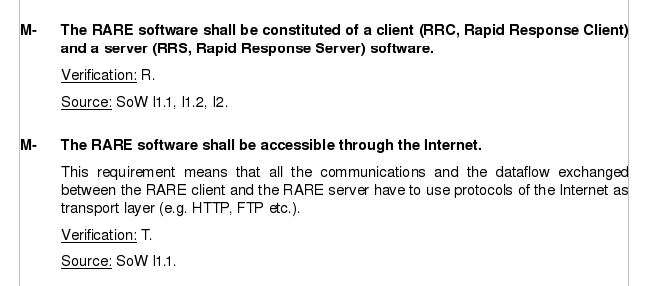 M- The RARE software shall be constituted of a client (RRC, Rapid Response Client)
and a server (RRS, Rapid Response Server) software.
Verification: R.
Source: SoW I1.1, I1.2, I2.
M- The RARE software shall be accessible through the Internet.
This requirement means that all the communications and the dataflow exchanged
between the RARE client and the RARE server have to use protocols of the Internet as
transport layer (e.g. HTTP, FTP etc.).
Verification: T.
Source: SoW I1.1.